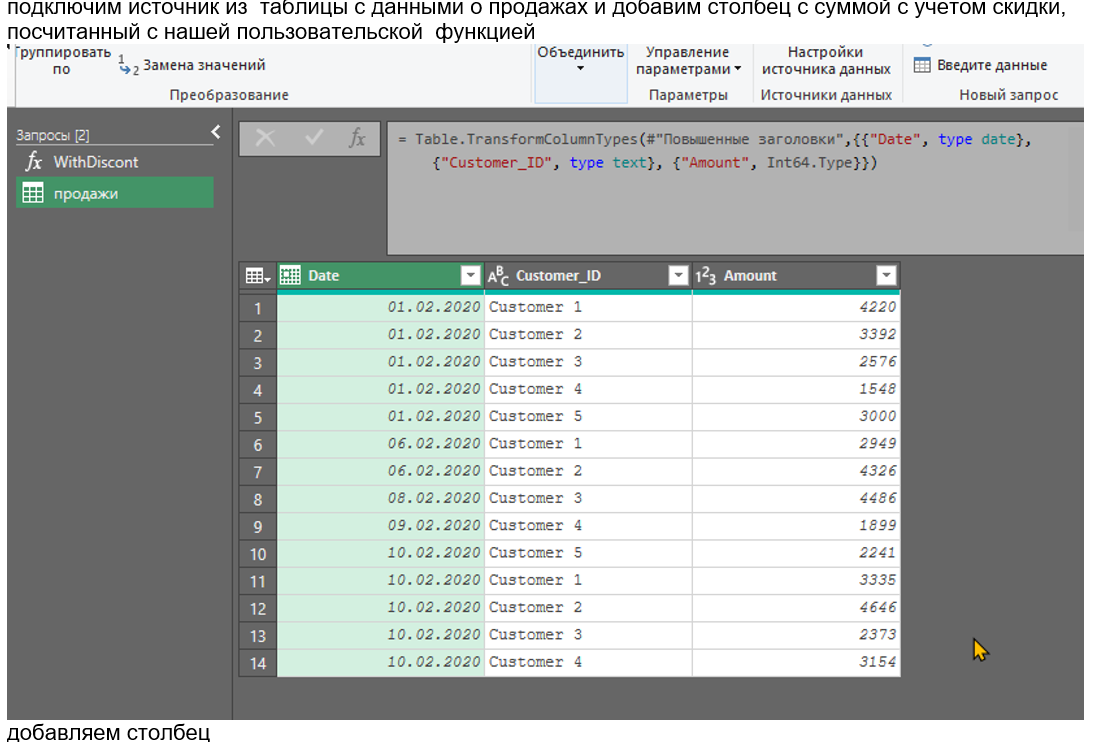 подключим источник из таблицы с данными о продажах и добавим столбец с суммой с учетом скидки,
посчитанный с нашей пользовательской функцией
Группировать по
1 2 Замена значений
Преобразование
Объединить
Управление параметрами
Параметры
Настройки источника данных
Источники данных
Введите данные
Новый запрос
Запросы [2]
fx WithDiscont
продажи
fx
= Table.TransformColumnTypes(#"Повышенные заголовки",{{"Date", type date},
{"Customer_ID", type text}, {"Amount", Int64.Type}})
Date ABC Customer_ID 123 Amount
1 01.02.2020 Customer 1 4220
2 01.02.2020 Customer 2 3392
3 01.02.2020 Customer 3 2576
4 01.02.2020 Customer 4 1548
5 01.02.2020 Customer 5 3000
6 06.02.2020 Customer 1 2949
7 06.02.2020 Customer 2 4326
8 08.02.2020 Customer 3 4486
9 09.02.2020 Customer 4 1899
10 10.02.2020 Customer 5 2241
11 10.02.2020 Customer 1 3335
12 10.02.2020 Customer 2 4646
13 10.02.2020 Customer 3 2373
14 10.02.2020 Customer 4 3154
добавляем столбец